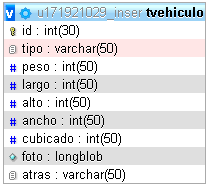 v u171921029_inser tvehiculo
id : int(30)
tipo : varchar(50)
# peso : int(50)
# largo : int(50)
# alto : int(50)
# ancho : int(50)
# cubicado : int(50)
foto : longblob
atras : varchar(50)